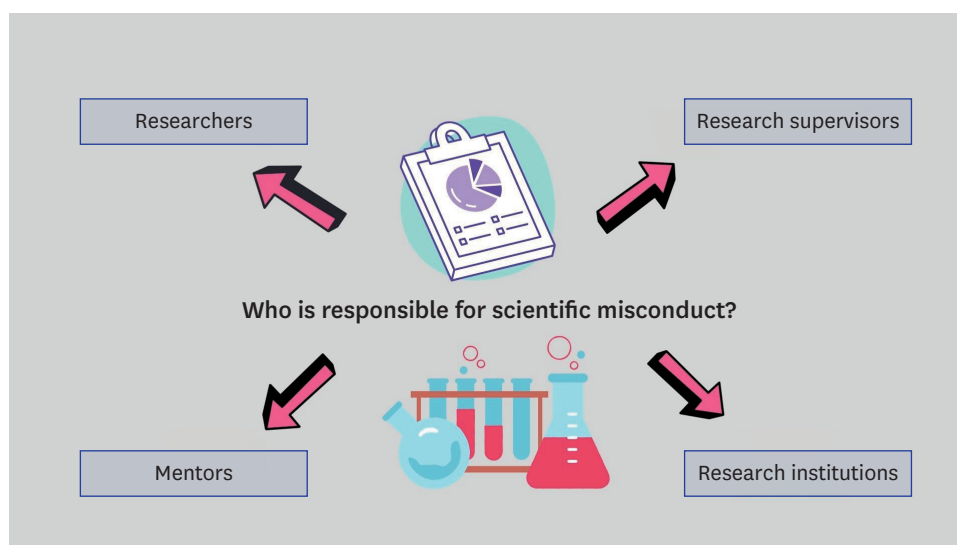 Researchers
Research supervisors
Who is responsible for scientific misconduct?
Mentors
Research institutions